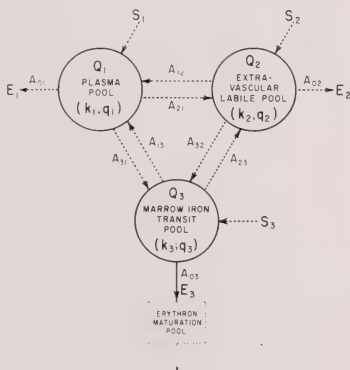 S1
S2
Q1
PLASMA
POOL
(k1,q1)
Q2
EXTRA-
VASCULAR
LABILE POOL
(k2,q2)
E1
A01
A12
A21
A02
E2
A31
A13
A32
A23
Q3
MARROW IRON
TRANSIT
POOL
(k3,q3)
S3
A03
E3
ERYTHRON
MATURATION
POOL